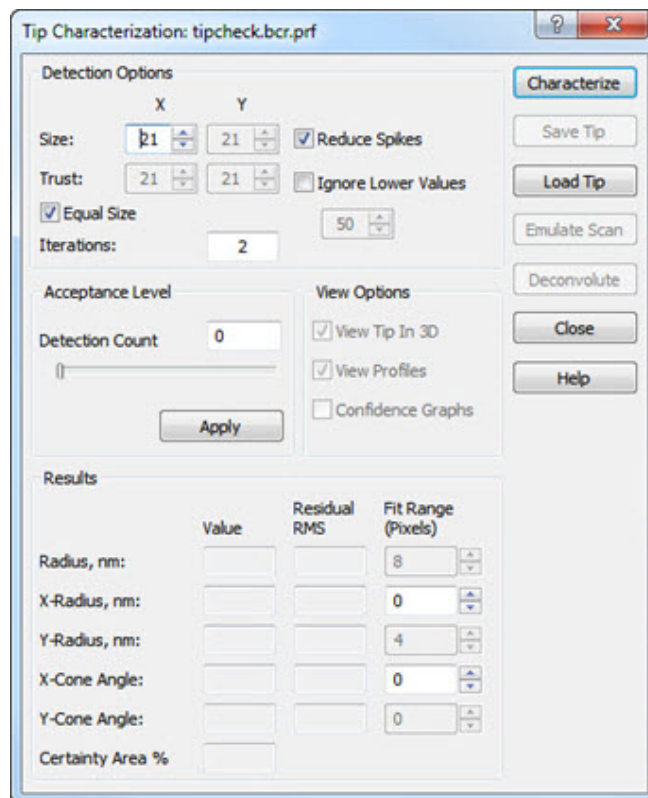 Tip Characterization: tipcheck.bcr.prf
Detection Options
X Y
Size: 21 21 Reduce Spikes
Trust: 21 21 Ignore Lower Values
Equal Size 50
Iterations: 2
Acceptance Level
Detection Count 0
Apply
View Options
View Tip In 3D
View Profiles
Confidence Graphs
Results
Value Residual RMS Fit Range (Pixels)
Radius, nm: 8
X-Radius, nm: 0
Y-Radius, nm: 4
X-Cone Angle: 0
Y-Cone Angle: 0
Certainty Area %
Characterize
Save Tip
Load Tip
Emulate Scan
Deconvolute
Close
Help